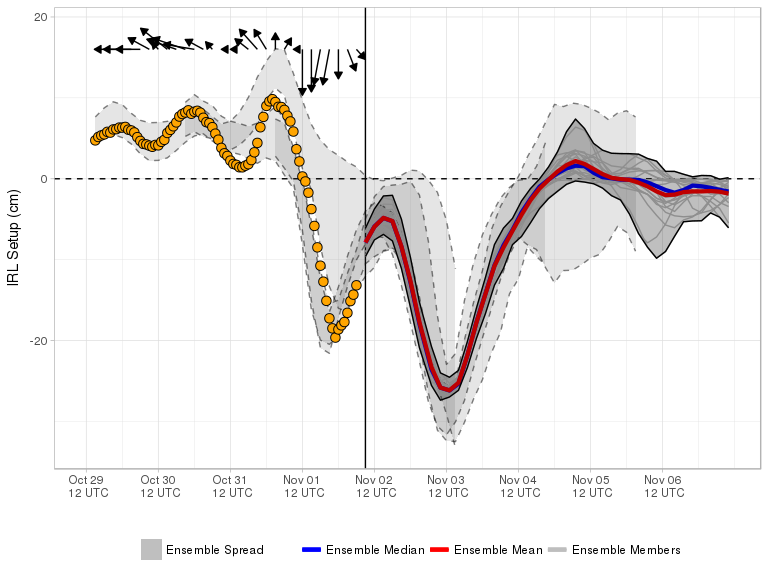 20
0
-20
IRL Setup (cm)
Oct 29 Oct 30 Oct 31 Nov 01 Nov 02 Nov 03 Nov 04 Nov 05 Nov 06
12 UTC 12 UTC 12 UTC 12 UTC 12 UTC 12 UTC 12 UTC 12 UTC 12 UTC
Ensemble Spread Ensemble Median Ensemble Mean Ensemble Members